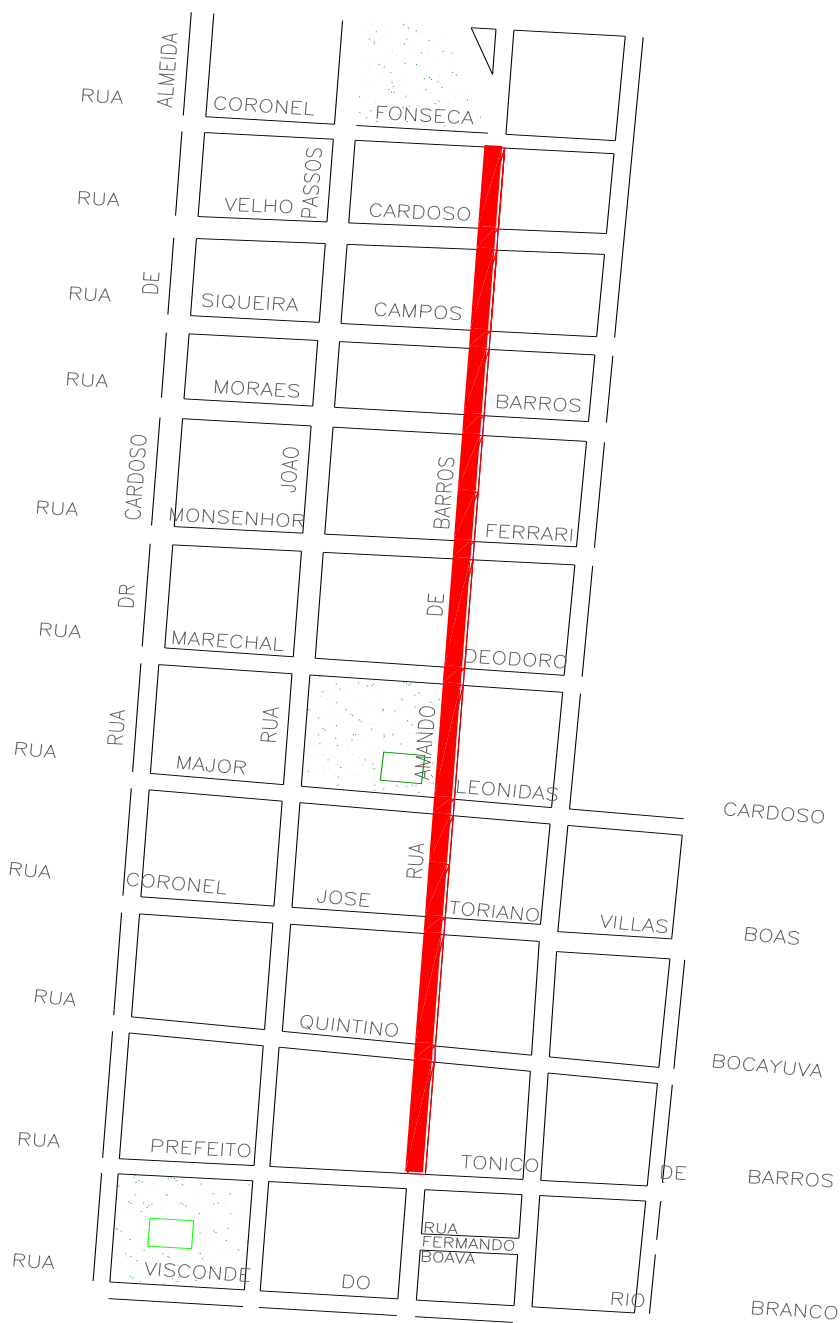 RUA CORONEL FONSECA
RUA VELHO CARDOSO
RUA SIQUEIRA CAMPOS
RUA MORAES BARROS
RUA MONSENHOR FERRARI
RUA MARECHAL DEODORO
RUA MAJOR LEONIDAS CARDOSO
RUA CORONEL JOSE TORIANO VILLAS BOAS
RUA QUINTINO BOCAYUVA
RUA PREFEITO TONICO DE BARROS
RUA VISCONDE DO RIO BRANCO
RUA DR CARDOSO DE ALMEIDA
RUA JOAO PASSOS
RUA AMANDO DE BARROS
RUA
FERMANDO
BOAVA